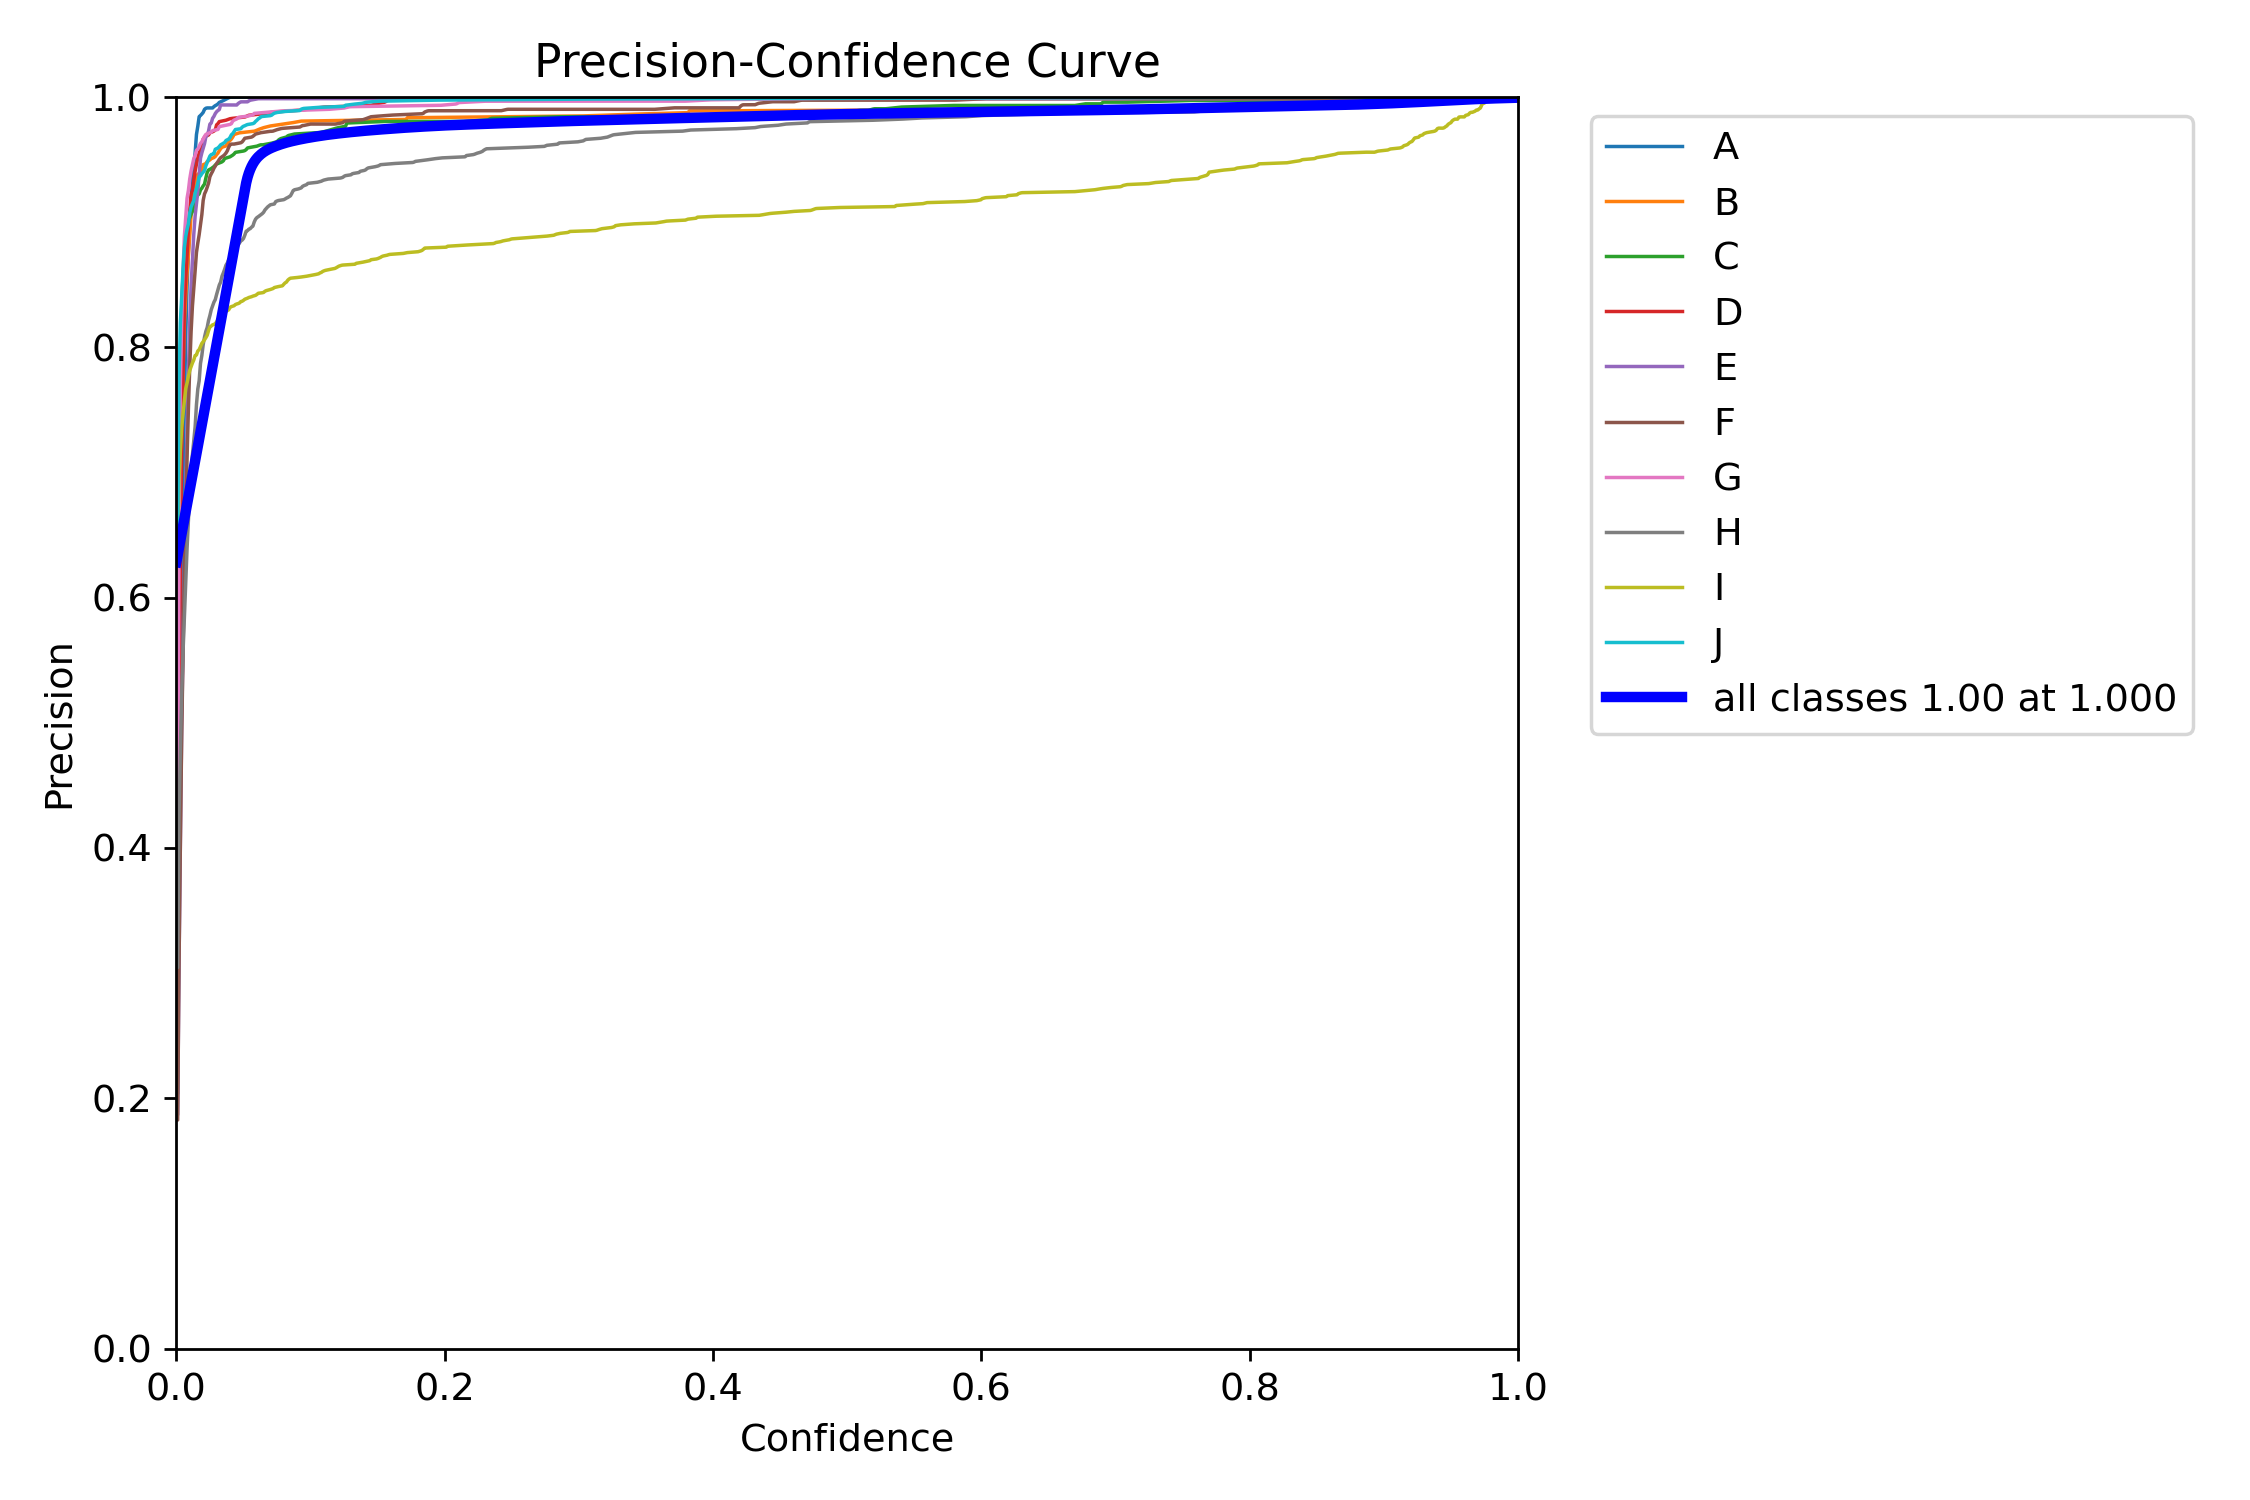 Precision-Confidence Curve
1.0
0.8
0.6
0.4
0.2
0.0
Precision
0.0 0.2 0.4 0.6 0.8 1.0
Confidence
A
B
C
D
E
F
G
H
I
J
all classes 1.00 at 1.000